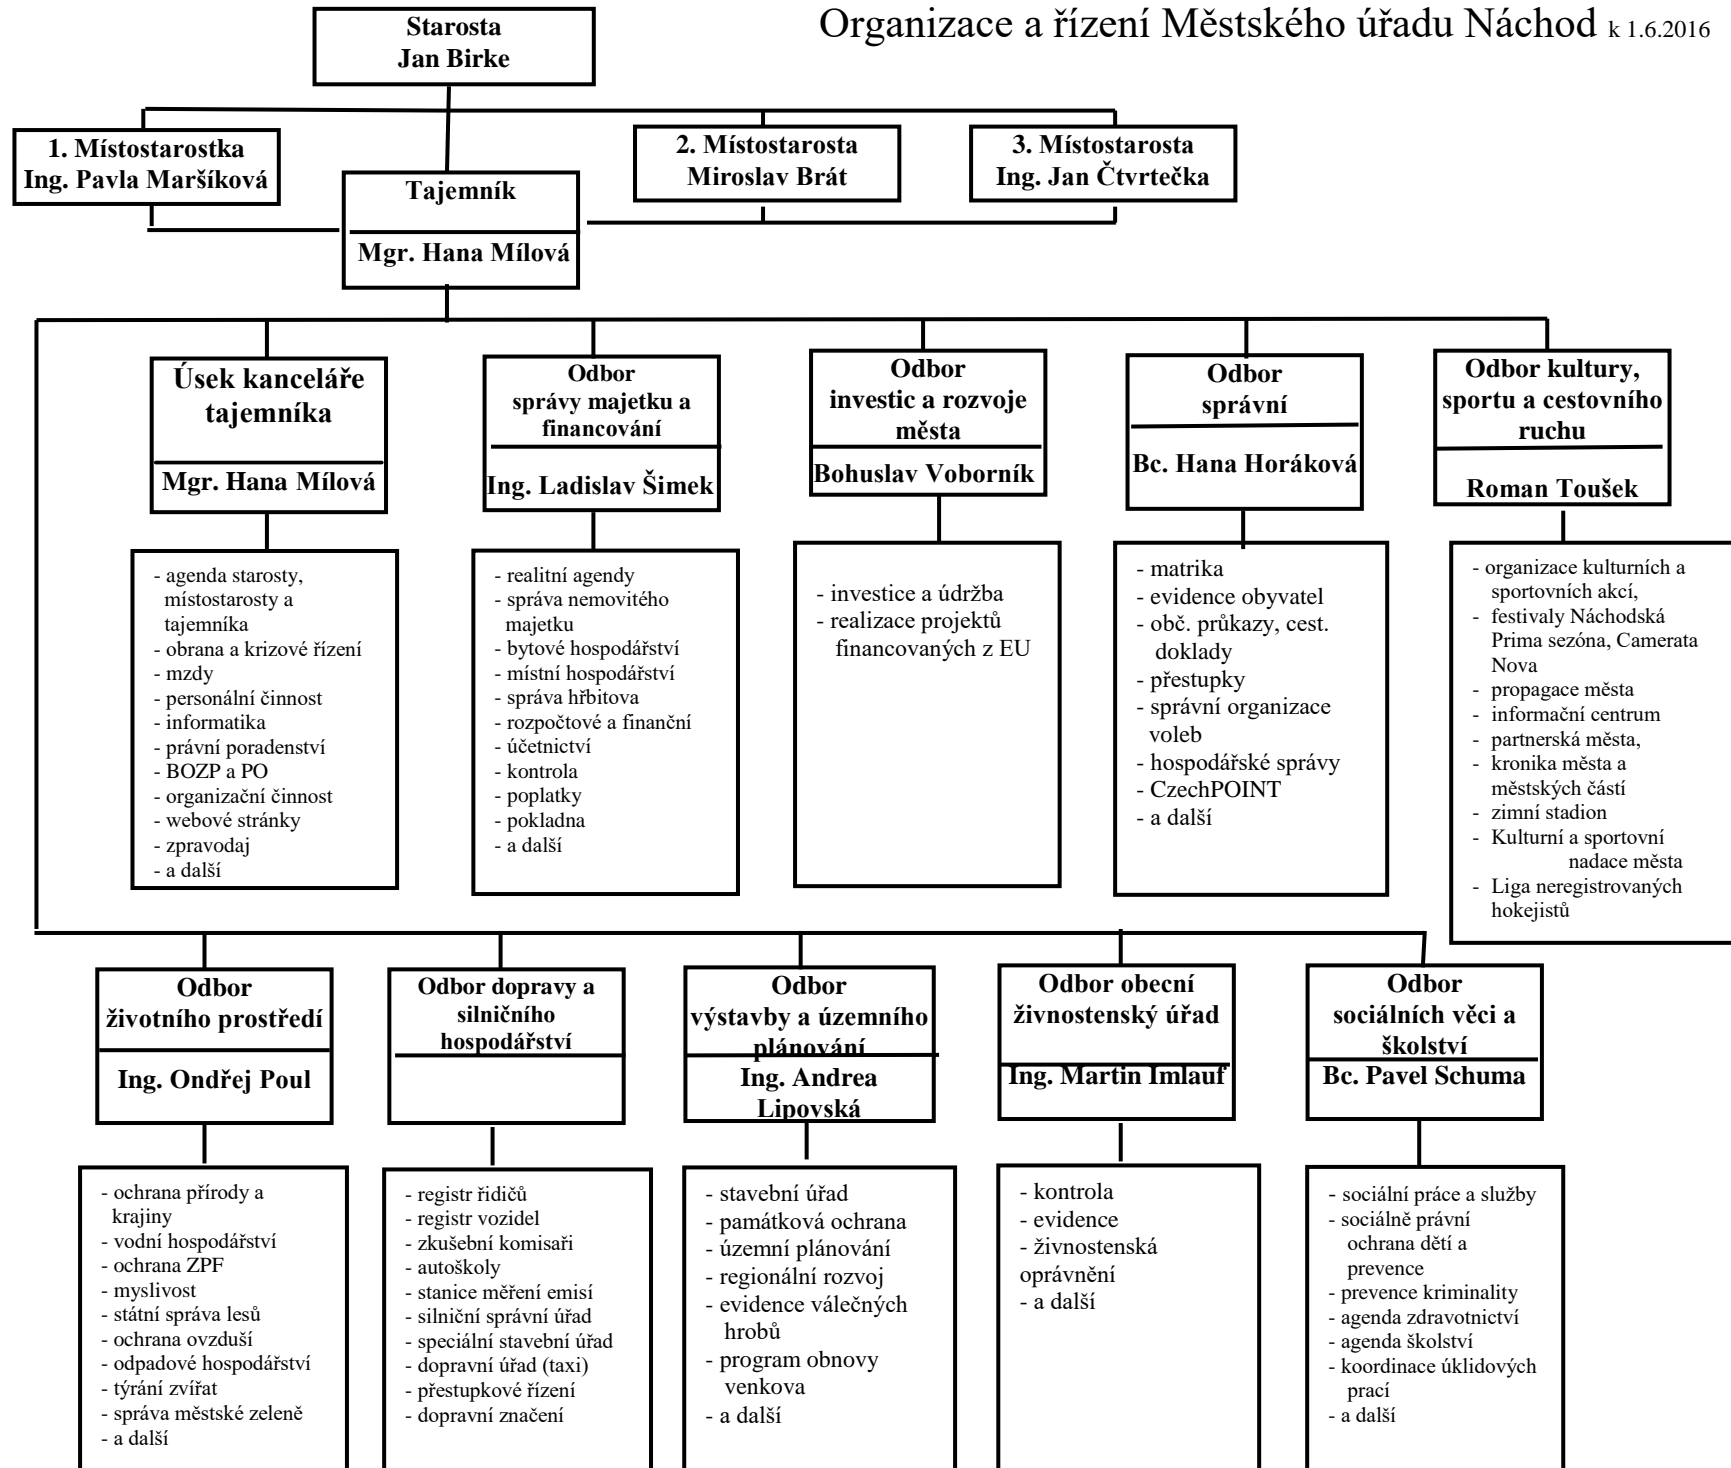 Organizace a řízení Městského úřadu Náchod k 1.6.2016
Starosta
Jan Birke
1. Místostarostka
Ing. Pavla Maršíková
2. Místostarosta
Miroslav Brát
3. Místostarosta
Ing. Jan Čtvrtečka
Tajemník
Mgr. Hana Mílová
Úsek kanceláře
tajemníka
Mgr. Hana Mílová
- agenda starosty,
místostarosty a
tajemníka
- obrana a krizové řízení
- mzdy
- personální činnost
- informatika
- právní poradenství
- BOZP a PO
- organizační činnost
- webové stránky
- zpravodaj
- a další
Odbor
správy majetku a
financování
Ing. Ladislav Šimek
- realitní agendy
- správa nemovitého
majetku
- bytové hospodářství
- místní hospodářství
- správa hřbitova
- rozpočtové a finanční
- účetnictví
- kontrola
- poplatky
- pokladna
- a další
Odbor
investic a rozvoje
města
Bohuslav Voborník
- investice a údržba
- realizace projektů
financovaných z EU
Odbor
správní
Bc. Hana Horáková
- matrika
- evidence obyvatel
- obč. průkazy, cest.
doklady
- přestupky
- správní organizace
voleb
- hospodářské správy
- CzechPOINT
- a další
Odbor kultury,
sportu a cestovního
ruchu
Roman Toušek
- organizace kulturních a
sportovních akcí,
- festivaly Náchodská
Prima sezóna, Camerata
Nova
- propagace města
- informační centrum
- partnerská města,
- kronika města a
městských částí
- zimní stadion
- Kulturní a sportovní
nadace města
- Liga neregistrovaných
hokejistů
Odbor
životního prostředí
Ing. Ondřej Poul
- ochrana přírody a
krajiny
- vodní hospodářství
- ochrana ZPF
- myslivost
- státní správa lesů
- ochrana ovzduší
- odpadové hospodářství
- týrání zvířat
- správa městské zeleně
- a další
Odbor dopravy a
silničního
hospodářství
- registr řidičů
- registr vozidel
- zkušební komisaři
- autoškoly
- stanice měření emisí
- silniční správní úřad
- speciální stavební úřad
- dopravní úřad (taxi)
- přestupkové řízení
- dopravní značení
Odbor
výstavby a územního
plánování
Ing. Andrea
Lipovská
- stavební úřad
- památková ochrana
- územní plánování
- regionální rozvoj
- evidence válečných
hrobů
- program obnovy
venkova
- a další
Odbor obecní
živnostenský úřad
Ing. Martin Imlauf
- kontrola
- evidence
- živnostenská
oprávnění
- a další
Odbor
sociálních věci a
školství
Bc. Pavel Schuma
- sociální práce a služby
- sociálně právní
ochrana dětí a
prevence
- prevence kriminality
- agenda zdravotnictví
- agenda školství
- koordinace úklidových
prací
- a další